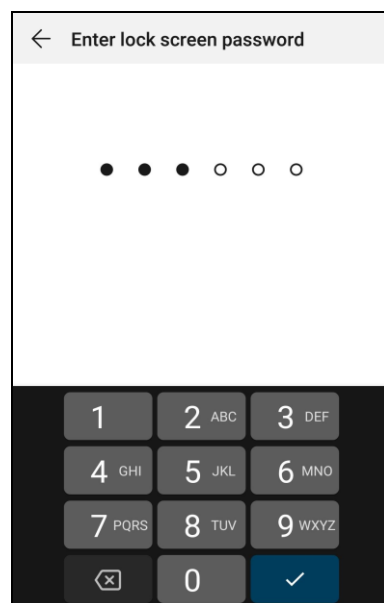 Enter lock screen password
1 2 ABC 3 DEF
4 GHI 5 JKL 6 MNO
7 PQRS 8 TUV 9 WXYZ
0